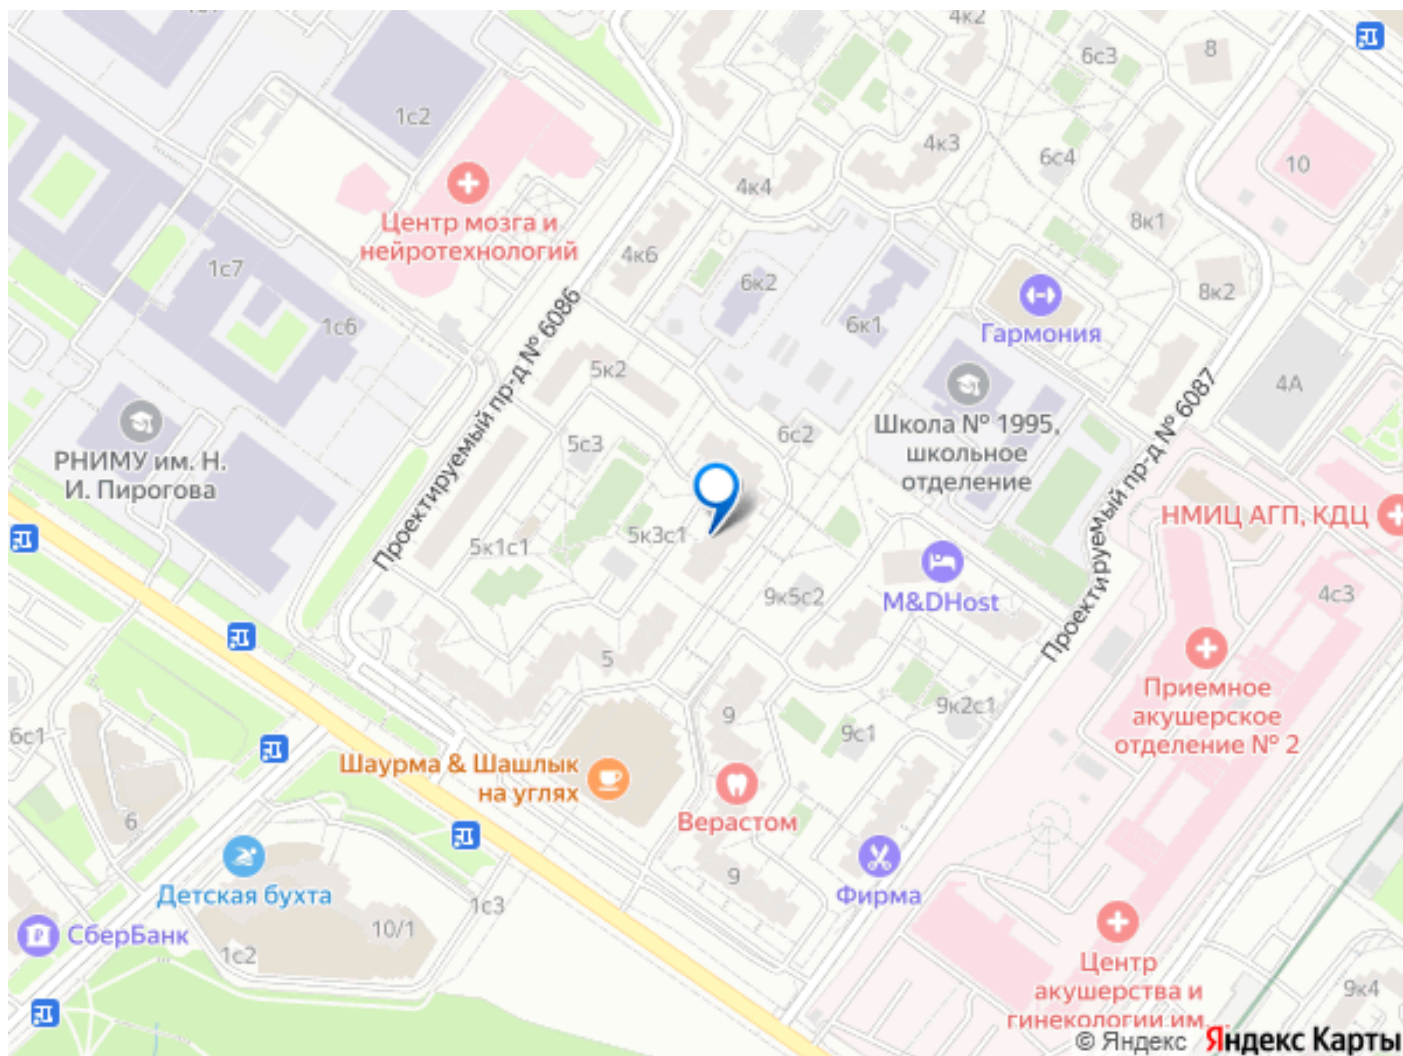 4к2
8
6с3
1с2
4к3
6с4
10
4к4
8к1
Центр мозга и
нейротехнологий
4к6
1с7
6к2
8к2
1с6
6к1
Гармония
Проектируемый пр-д № 6086
5к2
4А
Школа № 1995,
школьное
отделение
Проектируемый пр-д № 6087
6с2
5с3
РНИМУ им. Н.
И. Пирогова
НМИЦ АГП, КДЦ
5к3с1
5к1с1
9к5с2
M&DHost
4с3
5
Приемное
акушерское
отделение № 2
9к2с1
9
9с1
6с1
Шаурма & Шашлык
на углях
6
Верастом
9
Фирма
Детская бухта
1с3
10/1
СберБанк
1с2
Центр
акушерства и
гинекологии им
9к4
© Яндекс Яндекс Карты